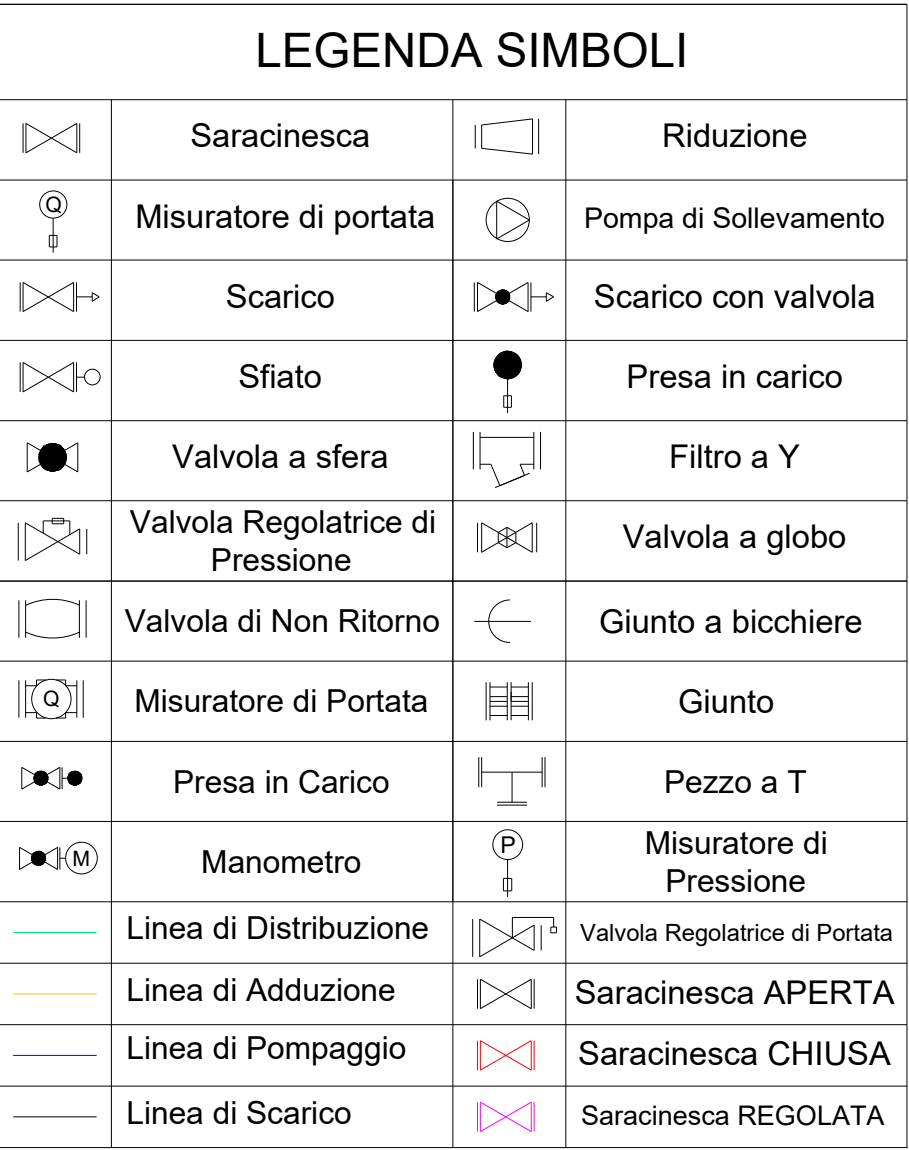 LEGENDA SIMBOLI
Saracinesca
Riduzione
Q
Misuratore di portata
Pompa di Sollevamento
Scarico
Scarico con valvola
Sfiato
Presa in carico
Valvola a sfera
Filtro a Y
Valvola Regolatrice di
Pressione
Valvola a globo
Valvola di Non Ritorno
Giunto a bicchiere
Q
Misuratore di Portata
Giunto
Presa in Carico
Pezzo a T
M
Manometro
P
Misuratore di
Pressione
Linea di Distribuzione
Valvola Regolatrice di Portata
Linea di Adduzione
Saracinesca APERTA
Linea di Pompaggio
Saracinesca CHIUSA
Linea di Scarico
Saracinesca REGOLATA